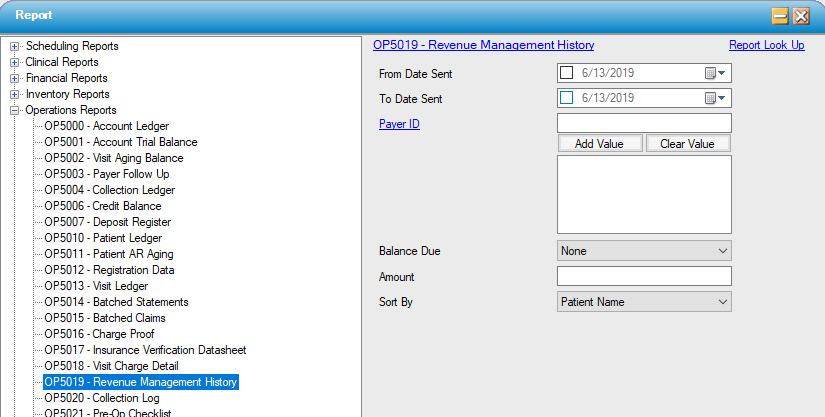 Report
Scheduling Reports
Clinical Reports
Financial Reports
Inventory Reports
Operations Reports
OP5000 - Account Ledger
OP5001 - Account Trial Balance
OP5002 - Visit Aging Balance
OP5003 - Payer Follow Up
OP5004 - Collection Ledger
OP5006 - Credit Balance
OP5007 - Deposit Register
OP5010 - Patient Ledger
OP5011 - Patient AR Aging
OP5012 - Registration Data
OP5013 - Visit Ledger
OP5014 - Batched Statements
OP5015 - Batched Claims
OP5016 - Charge Proof
OP5017 - Insurance Verification Datasheet
OP5018 - Visit Charge Detail
OP5019 - Revenue Management History
OP5020 - Collection Log
OP5021 - Pre-Op Checklist
OP5019 - Revenue Management History Report Look Up
From Date Sent 6/13/2019
To Date Sent 6/13/2019
Payer ID
Add Value Clear Value
Balance Due None
Amount
Sort By Patient Name